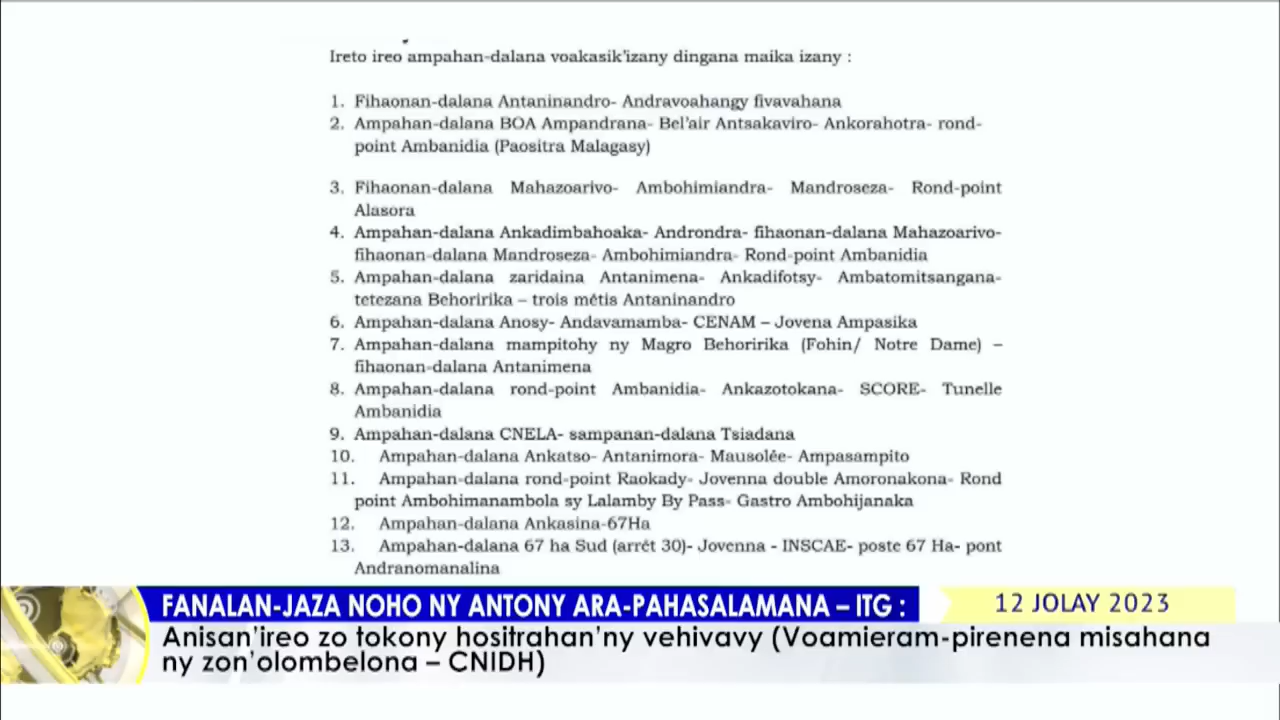 Ireto ireo ampahan-dalana voakasik'izany dingana maika izany :
1. Fihaonan-dalana Antaninandro- Andravoahangy fivavahana
2. Ampahan-dalana BOA Ampandrana- Bel'air Antsakaviro- Ankorahotra- rond-
point Ambanidia (Paositra Malagasy)
3. Fihaonan-dalana Mahazoarivo- Ambohimiandra- Mandroseza- Rond-point
Alasora
4. Ampahan-dalana Ankadimbahoaka- Androndra- fihaonan-dalana Mahazoarivo-
fihaonan-dalana Mandroseza- Ambohimiandra- Rond-point Ambanidia
5. Ampahan-dalana zaridaina Antanimena- Ankadifotsy- Ambatomitsangana-
tetezana Behoririka – trois métis Antaninandro
6. Ampahan-dalana Anosy- Andavamamba- CENAM – Jovena Ampasika
7. Ampahan-dalana mampitohy ny Magro Behoririka (Fohin/ Notre Dame) –
fihaonan-dalana Antanimena
8. Ampahan-dalana rond-point Ambanidia- Ankazotokana- SCORE- Tunelle
Ambanidia
9. Ampahan-dalana CNELA- sampanan-dalana Tsiadana
10. Ampahan-dalana Ankatso- Antanimora- Mausolée- Ampasampito
11. Ampahan-dalana rond-point Raokady- Jovenna double Amoronakona- Rond
point Ambohimanambola sy Lalamby By Pass- Gastro Ambohijanaka
12. Ampahan-dalana Ankasina-67Ha
13. Ampahan-dalana 67 ha Sud (arrêt 30)- Jovenna - INSCAE- poste 67 Ha- pont
Andranomanalina
FANALAN-JAZA NOHO NY ANTONY ARA-PAHASALAMANA – ITG :
12 JOLAY 2023
Anisan'ireo zo tokony hositrahan'ny vehivavy (Voamieram-pirenena misahana
ny zon'olombelona – CNIDH)